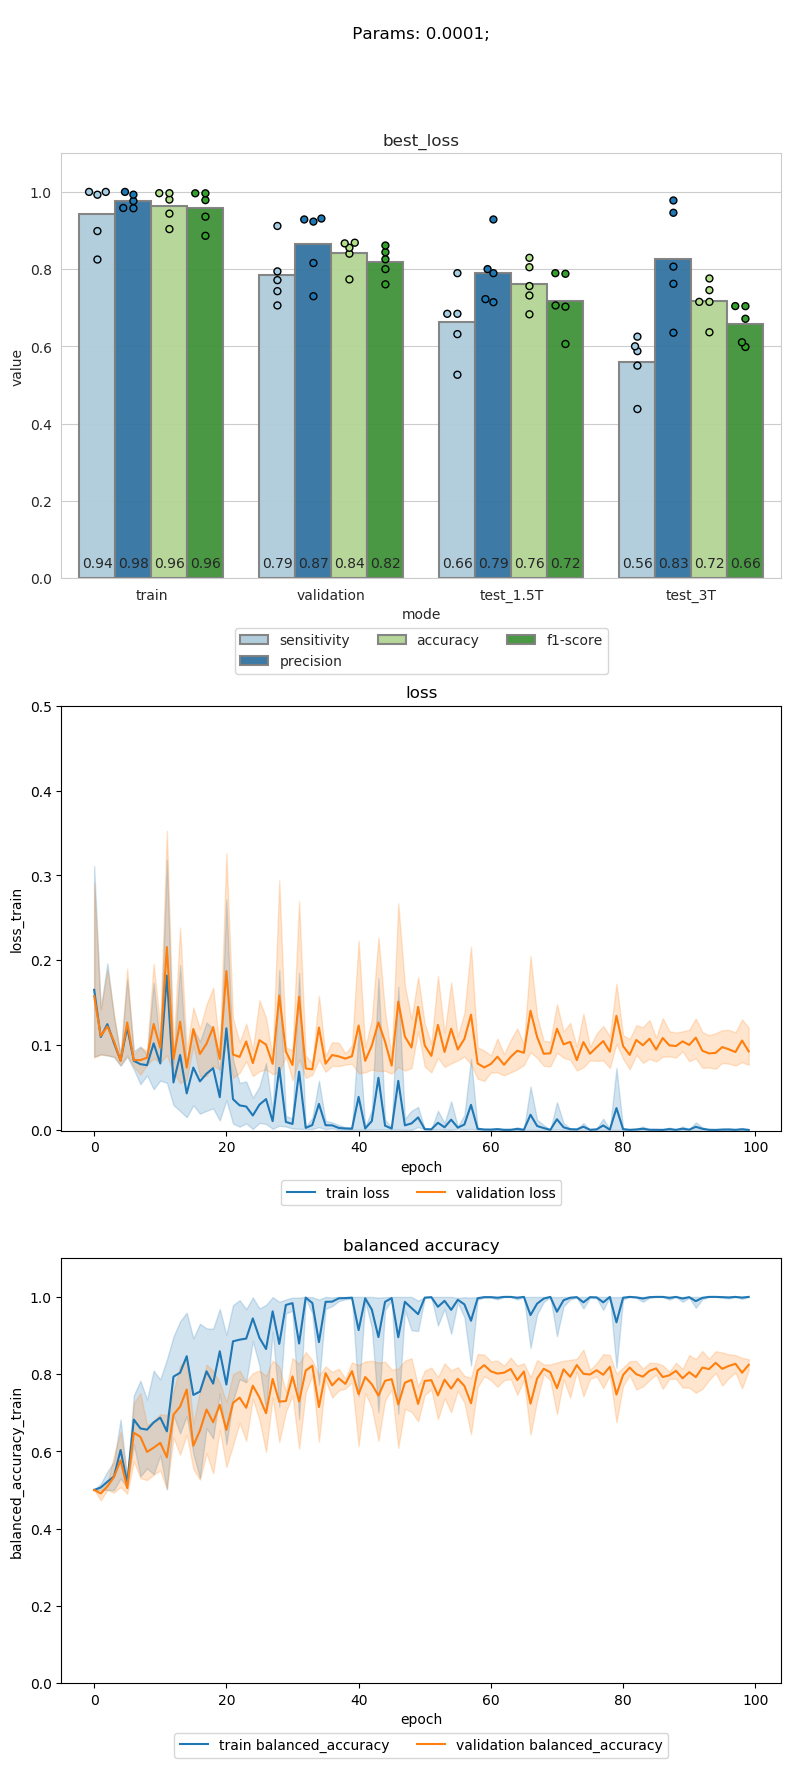 Params: 0.0001;
best_loss
value
1.0
0.8
0.6
0.4
0.2
0.0
0.94 0.98 0.96 0.96 0.79 0.87 0.84 0.82 0.66 0.79 0.76 0.72 0.56 0.83 0.72 0.66
train validation test_1.5T test_3T
mode
sensitivity accuracy f1-score
precision
loss
loss_train
0.5
0.4
0.3
0.2
0.1
0.0
0 20 40 60 80 100
epoch
train loss validation loss
balanced accuracy
balanced_accuracy_train
1.0
0.8
0.6
0.4
0.2
0.0
0 20 40 60 80 100
epoch
train balanced_accuracy validation balanced_accuracy